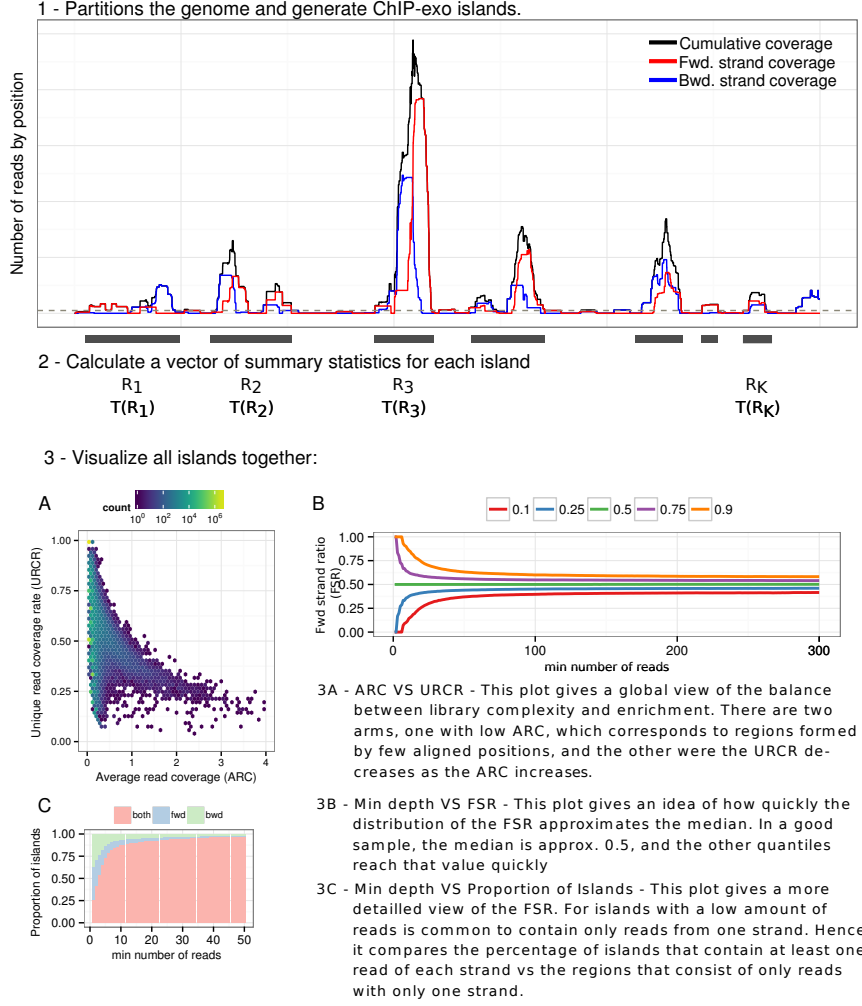 1 - Partitions the genome and generate ChIP-exo islands.
Number of reads by position
Cumulative coverage
Fwd. strand coverage
Bwd. strand coverage
2 - Calculate a vector of summary statistics for each island
R1 R2 R3 RK
T(R1) T(R2) T(R3) T(RK)
3 - Visualize all islands together:
A
count
10^0 10^2 10^4 10^6
Unique read coverage rate (URCR)
1.00
0.75
0.50
0.25
0.00
0 1 2 3 4
Average read coverage (ARC)
B
0.1 0.25 0.5 0.75 0.9
Fwd strand ratio
(FSR)
1.00
0.75
0.50
0.25
0.00
0 100 200 300
min number of reads
3A - ARC VS URCR - This plot gives a global view of the balance
between library complexity and enrichment. There are two
arms, one with low ARC, which corresponds to regions formed
by few aligned positions, and the other were the URCR de-
creases as the ARC increases.
C
both fwd bwd
Proportion of islands
1.00
0.75
0.50
0.25
0.00
0 10 20 30 40 50
min number of reads
3B - Min depth VS FSR - This plot gives an idea of how quickly the
distribution of the FSR approximates the median. In a good
sample, the median is approx. 0.5, and the other quantiles
reach that value quickly
3C - Min depth VS Proportion of Islands - This plot gives a more
detailled view of the FSR. For islands with a low amount of
reads is common to contain only reads from one strand. Hence
it compares the percentage of islands that contain at least one
read of each strand vs the regions that consist of only reads
with only one strand.